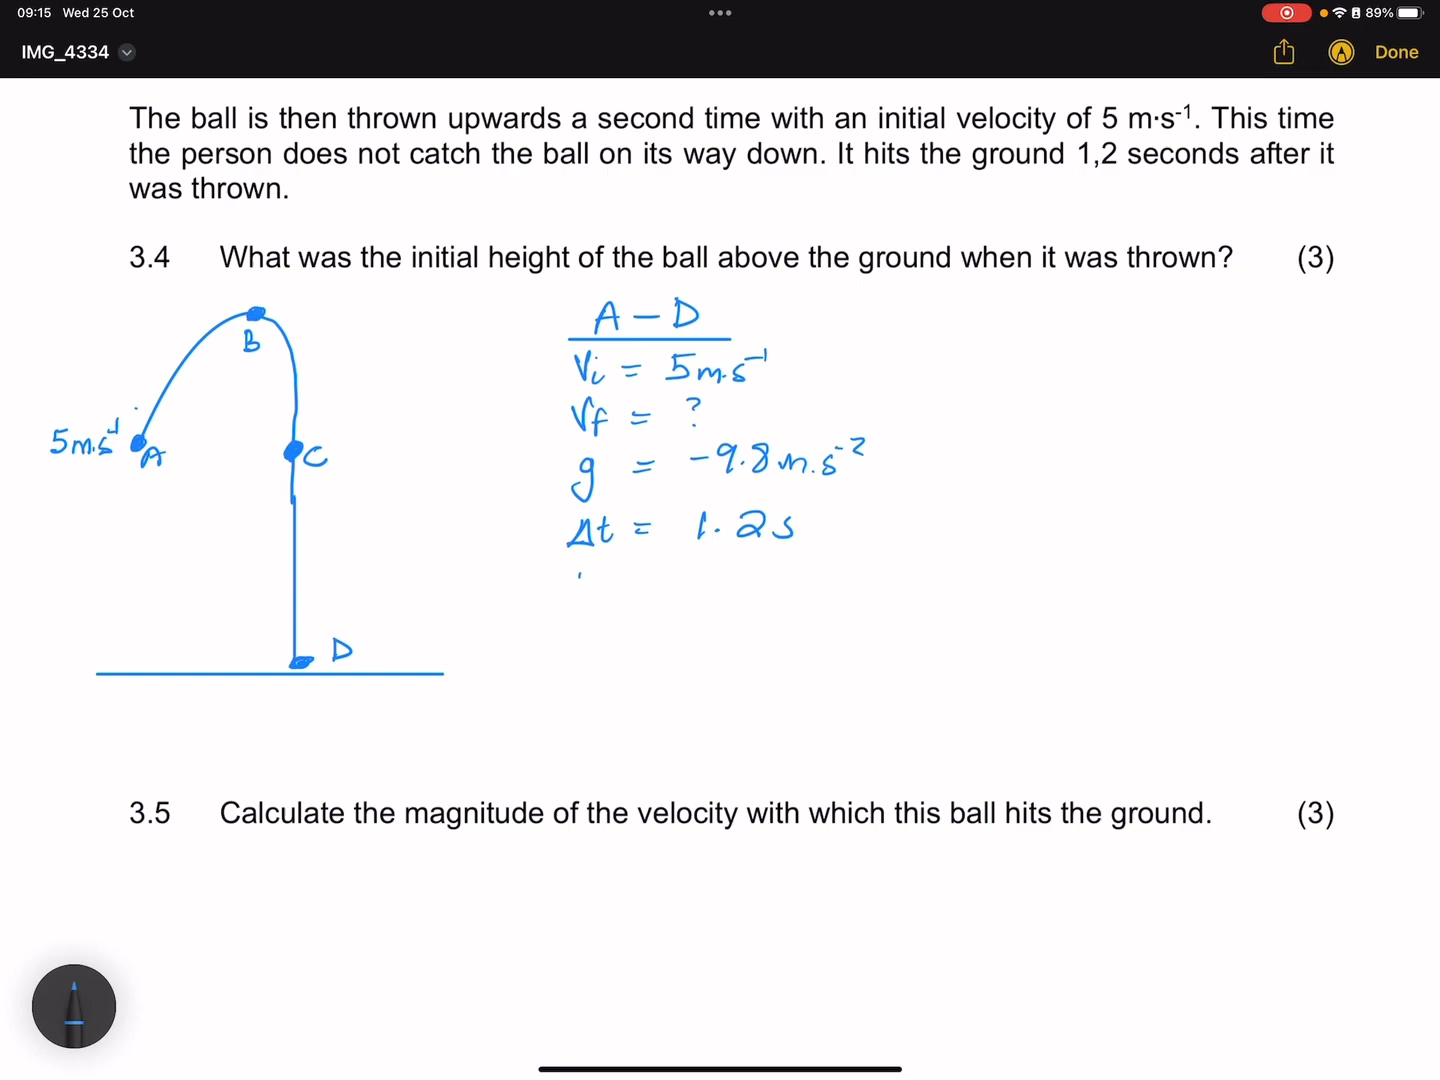 09:15 Wed 25 Oct
89%
IMG_4334
Done
The ball is then thrown upwards a second time with an initial velocity of 5 m·s⁻¹. This time
the person does not catch the ball on its way down. It hits the ground 1,2 seconds after it
was thrown.
3.4 What was the initial height of the ball above the ground when it was thrown? (3)
A – D
B
Vi = 5 m.s⁻¹
Vf = ?
5m.s⁻¹ A
C
g = -9.8 m.s⁻²
Δt = 1.2s
D
3.5 Calculate the magnitude of the velocity with which this ball hits the ground. (3)